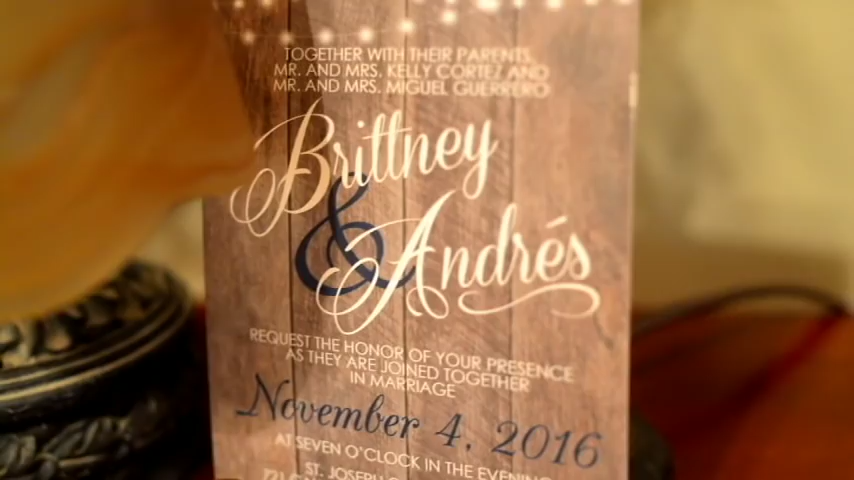 TOGETHER WITH THEIR PARENTS,
MR. AND MRS. KELLY CORTEZ AND
MR. AND MRS. MIGUEL GUERRERO
Brittney
&
Andrés
REQUEST THE HONOR OF YOUR PRESENCE
AS THEY ARE JOINED TOGETHER
IN MARRIAGE
November 4, 2016
AT SEVEN O'CLOCK IN THE EVENING
ST. JOSEPH